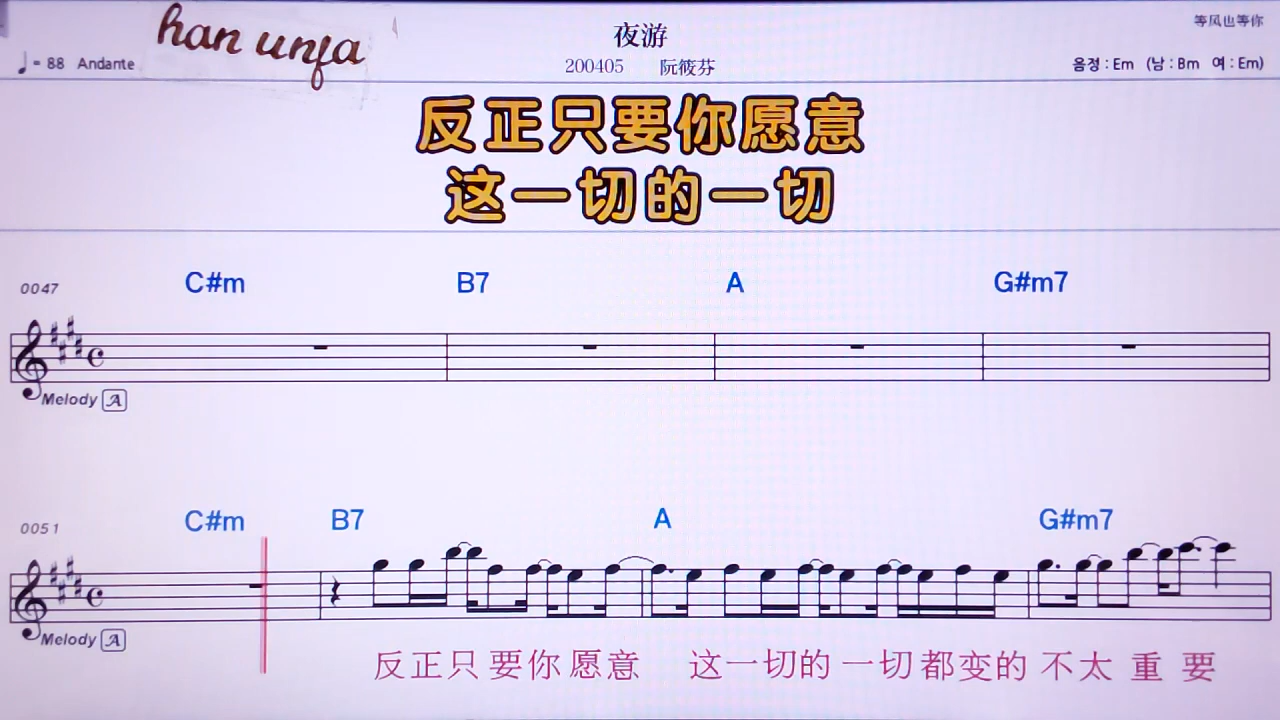 han unfa
夜游
等风也等你
♩= 88 Andante
200405 阮筱芬
음정 : Em (남 : Bm 여 : Em)
反正只要你愿意
这一切的一切
0047 C#m B7 A G#m7
Melody A
0051 C#m B7 A G#m7
Melody A
反正只要你愿意 这一切的一切都变的不太重要